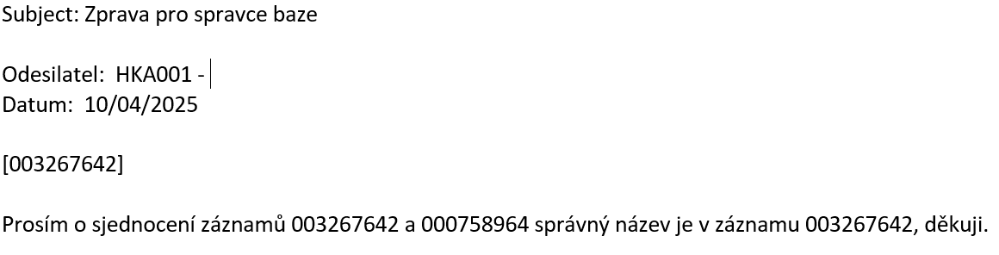 Subject: Zprava pro spravce baze
Odesilatel:  HKA001 -
Datum:  10/04/2025
[003267642]
Prosím o sjednocení záznamů 003267642 a 000758964 správný název je v záznamu 003267642, děkuji.